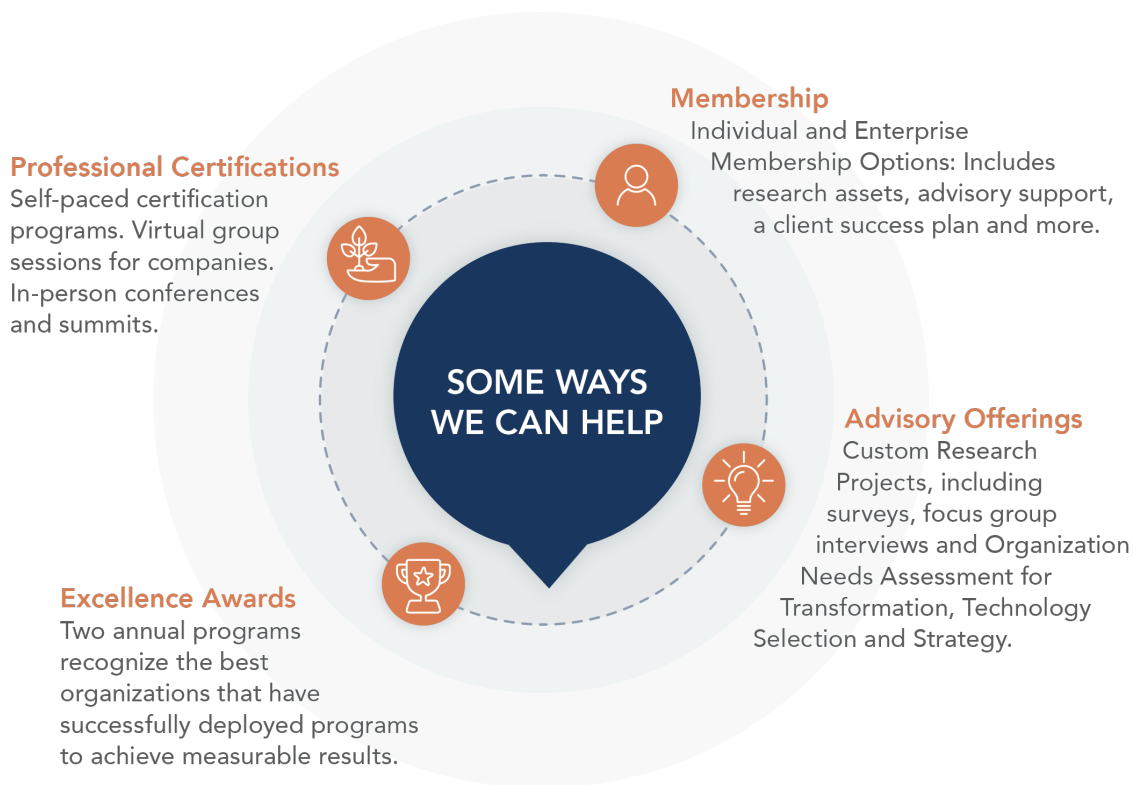 Membership
Individual and Enterprise
Membership Options: Includes
research assets, advisory support,
a client success plan and more.
Professional Certifications
Self-paced certification
programs. Virtual group
sessions for companies.
In-person conferences
and summits.
SOME WAYS
WE CAN HELP
Advisory Offerings
Custom Research
Projects, including
surveys, focus group
interviews and Organization
Needs Assessment for
Transformation, Technology
Selection and Strategy.
Excellence Awards
Two annual programs
recognize the best
organizations that have
successfully deployed programs
to achieve measurable results.